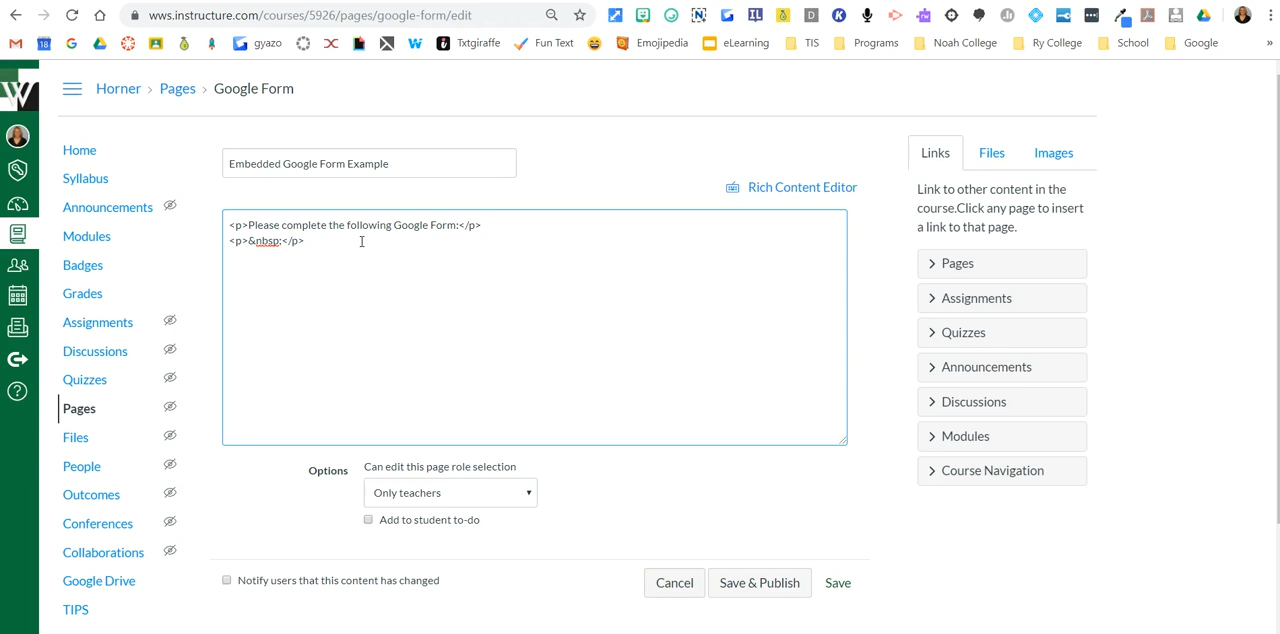 wws.instructure.com/courses/5926/pages/google-form/edit
gyazo
Txtgiraffe
Fun Text
Emojipedia
eLearning
TIS
Programs
Noah College
Ry College
School
Google
»
W
Horner › Pages › Google Form
Home
Syllabus
Announcements
Modules
Badges
Grades
Assignments
Discussions
Quizzes
Pages
Files
People
Outcomes
Conferences
Collaborations
Google Drive
TIPS
Embedded Google Form Example
Rich Content Editor
<p>Please complete the following Google Form:</p>
<p>&nbsp;</p>
Options
Can edit this page role selection
Only teachers
Add to student to-do
Notify users that this content has changed
Cancel
Save & Publish
Save
Links
Files
Images
Link to other content in the
course.Click any page to insert
a link to that page.
Pages
Assignments
Quizzes
Announcements
Discussions
Modules
Course Navigation